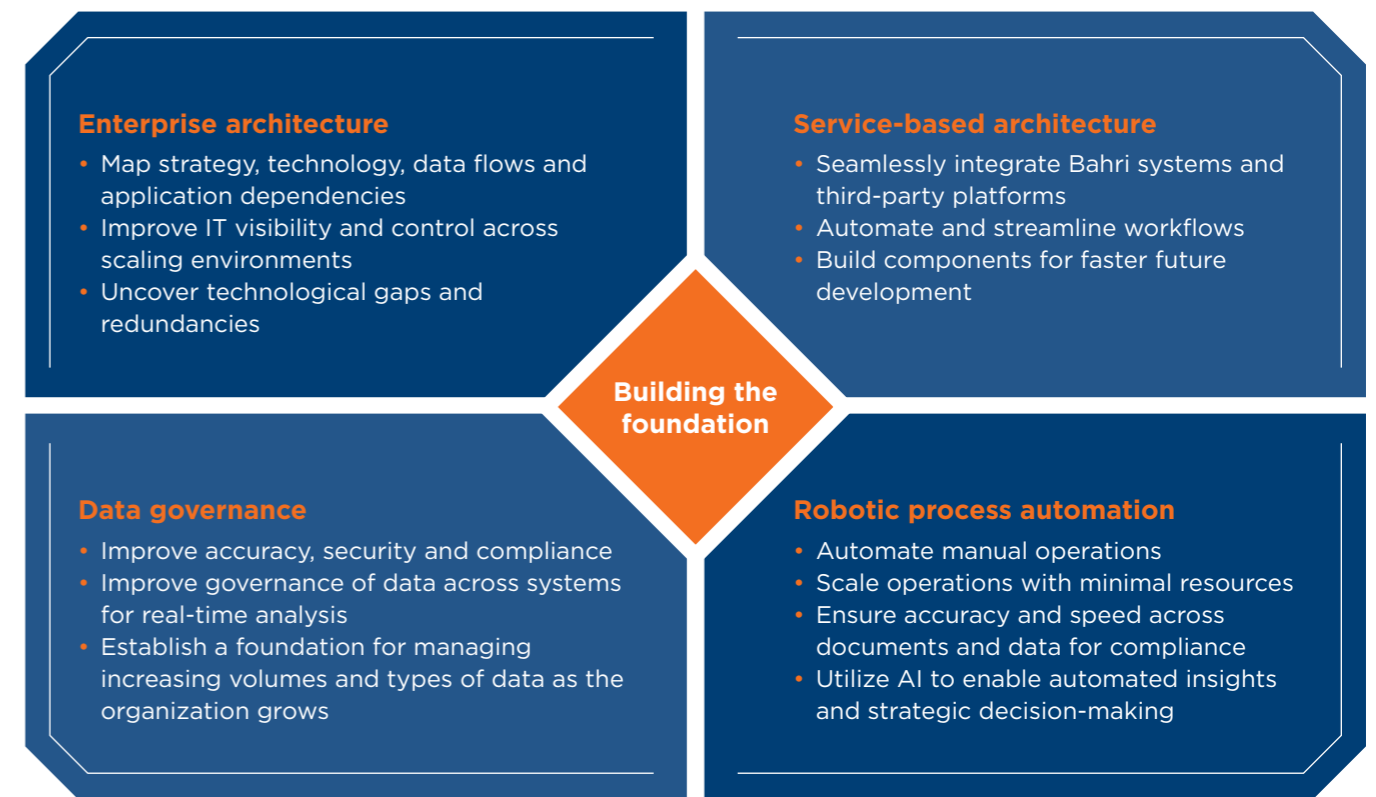 Enterprise architecture
• Map strategy, technology, data flows and
application dependencies
• Improve IT visibility and control across
scaling environments
• Uncover technological gaps and
redundancies
Service-based architecture
• Seamlessly integrate Bahri systems and
third-party platforms
• Automate and streamline workflows
• Build components for faster future
development
Building the
foundation
Data governance
• Improve accuracy, security and compliance
• Improve governance of data across systems
for real-time analysis
• Establish a foundation for managing
increasing volumes and types of data as the
organization grows
Robotic process automation
• Automate manual operations
• Scale operations with minimal resources
• Ensure accuracy and speed across
documents and data for compliance
• Utilize AI to enable automated insights
and strategic decision-making